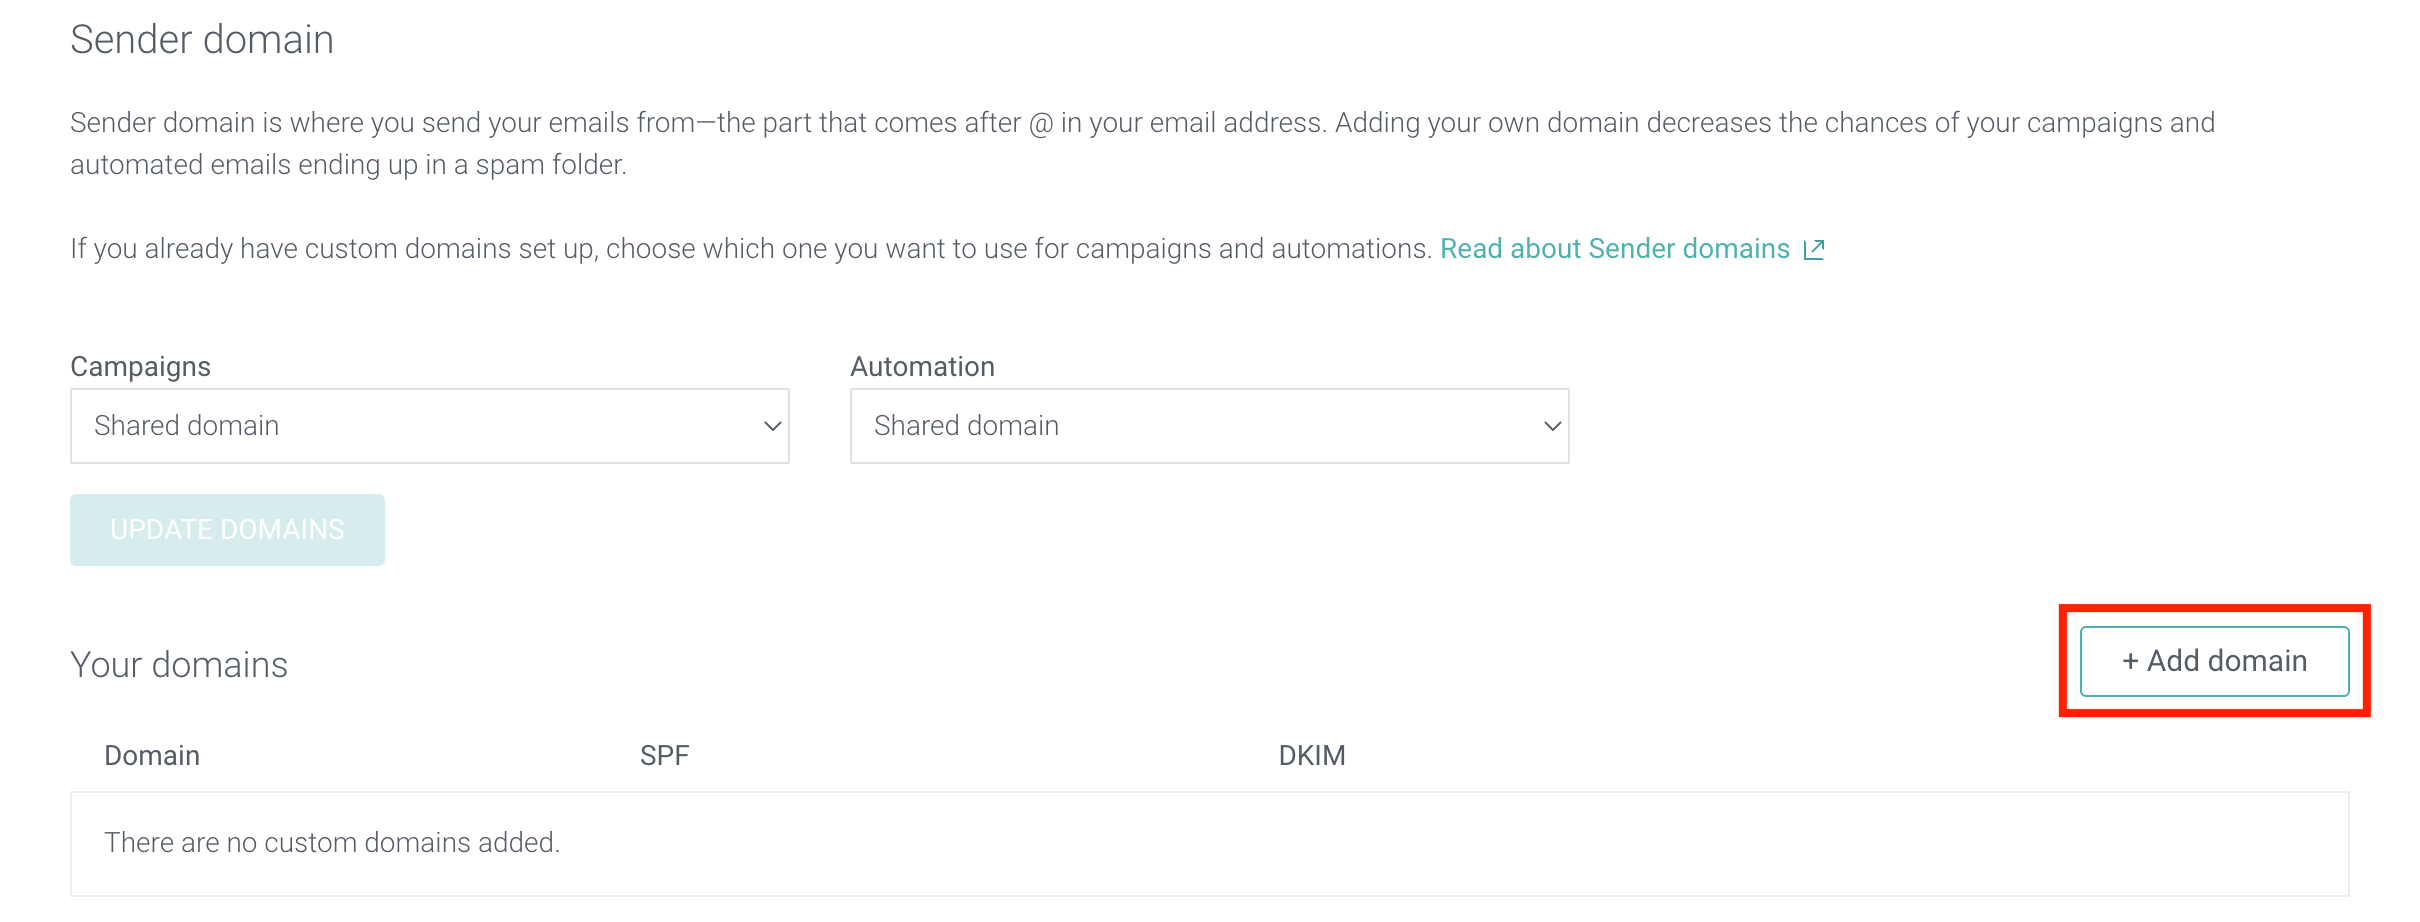 Sender domain
Sender domain is where you send your emails from—the part that comes after @ in your email address. Adding your own domain decreases the chances of your campaigns and
automated emails ending up in a spam folder.
If you already have custom domains set up, choose which one you want to use for campaigns and automations. Read about Sender domains
Campaigns
Automation
Shared domain
Shared domain
UPDATE DOMAINS
Your domains
+ Add domain
Domain SPF DKIM
There are no custom domains added.